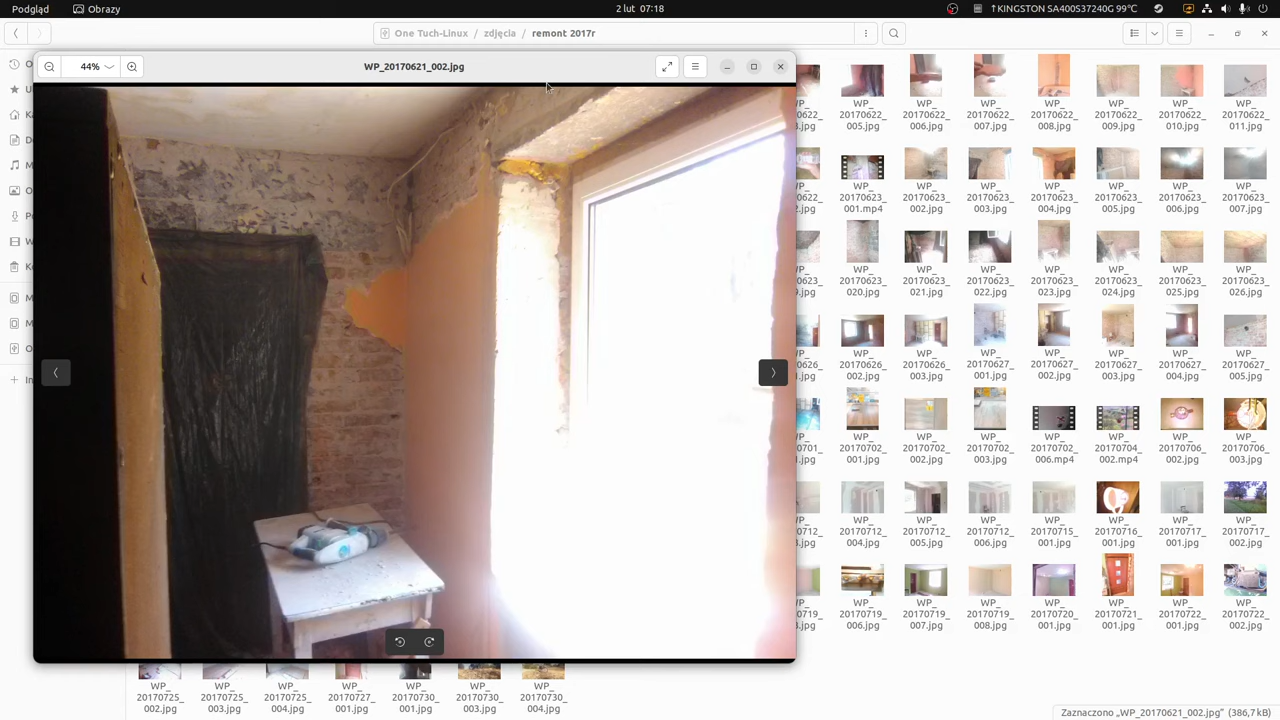 Podgląd Obrazy 2 lut 07:18 ↑KINGSTON SA400S37240G 99°C
One Tuch-Linux / zdjęcia / remont 2017r
44% WP_20170621_002.jpg
WP_
20170622_
005.jpg
WP_
20170622_
006.jpg
WP_
20170622_
007.jpg
WP_
20170622_
008.jpg
WP_
20170622_
009.jpg
WP_
20170622_
010.jpg
WP_
20170622_
011.jpg
WP_
20170623_
001.mp4
WP_
20170623_
002.jpg
WP_
20170623_
003.jpg
WP_
20170623_
004.jpg
WP_
20170623_
005.jpg
WP_
20170623_
006.jpg
WP_
20170623_
007.jpg
WP_
20170623_
020.jpg
WP_
20170623_
021.jpg
WP_
20170623_
022.jpg
WP_
20170623_
023.jpg
WP_
20170623_
024.jpg
WP_
20170623_
025.jpg
WP_
20170623_
026.jpg
WP_
20170626_
002.jpg
WP_
20170626_
003.jpg
WP_
20170627_
001.jpg
WP_
20170627_
002.jpg
WP_
20170627_
003.jpg
WP_
20170627_
004.jpg
WP_
20170627_
005.jpg
WP_
20170702_
001.jpg
WP_
20170702_
002.jpg
WP_
20170702_
003.jpg
WP_
20170702_
006.mp4
WP_
20170704_
002.mp4
WP_
20170706_
002.jpg
WP_
20170706_
003.jpg
WP_
20170712_
004.jpg
WP_
20170712_
005.jpg
WP_
20170712_
006.jpg
WP_
20170715_
001.jpg
WP_
20170716_
001.jpg
WP_
20170717_
001.jpg
WP_
20170717_
002.jpg
WP_
20170719_
006.jpg
WP_
20170719_
007.jpg
WP_
20170719_
008.jpg
WP_
20170720_
001.jpg
WP_
20170721_
001.jpg
WP_
20170722_
001.jpg
WP_
20170722_
002.jpg
WP_
20170725_
002.jpg
WP_
20170725_
003.jpg
WP_
20170725_
004.jpg
WP_
20170727_
001.jpg
WP_
20170730_
001.jpg
WP_
20170730_
003.jpg
WP_
20170730_
004.jpg
Zaznaczono „WP_20170621_002.jpg” (386,7 kB)